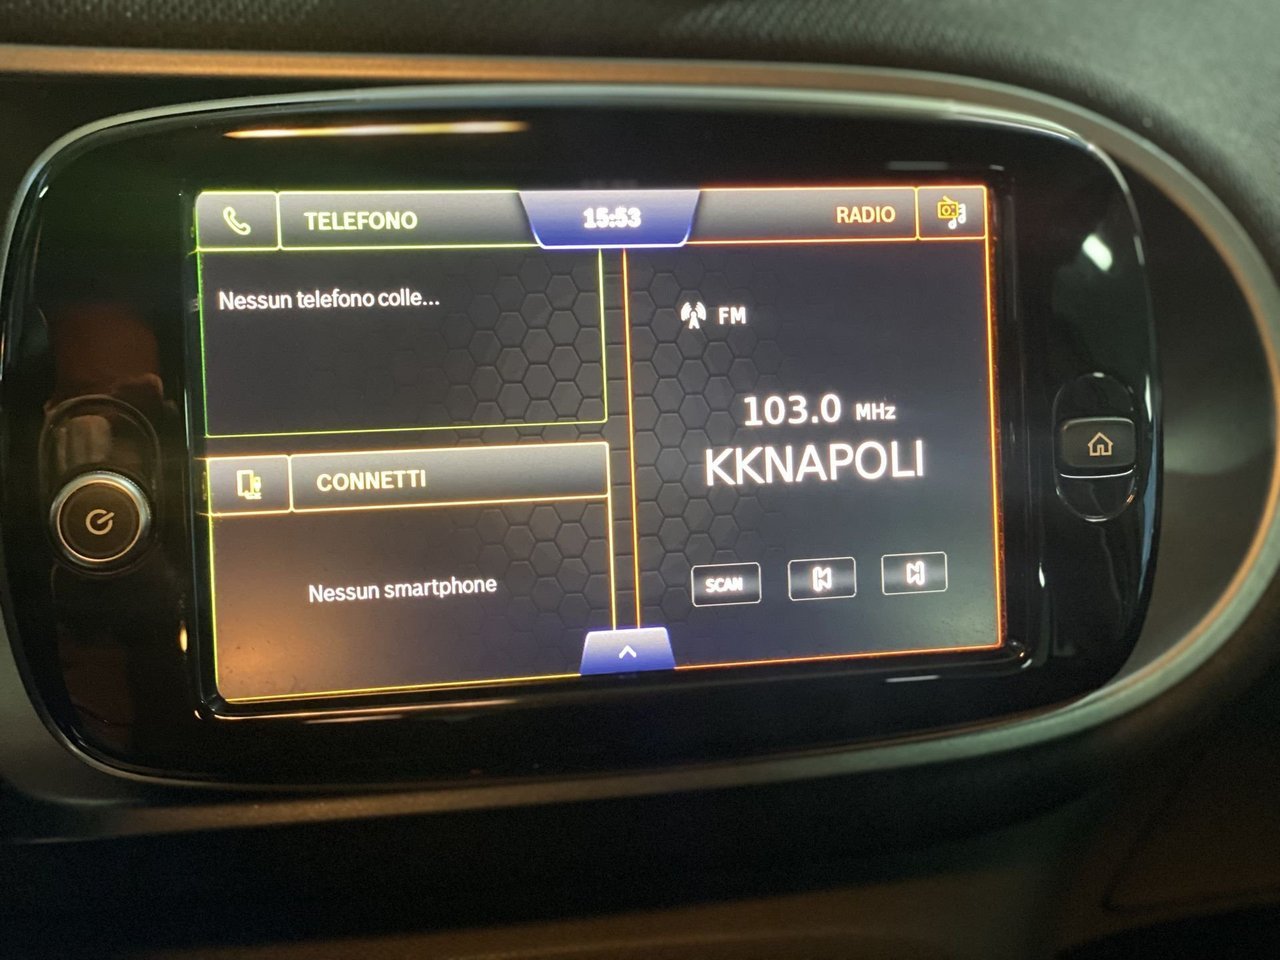 TELEFONO
15:53
RADIO
Nessun telefono colle...
FM
103.0 MHz
KKNAPOLI
CONNETTI
Nessun smartphone
SCAN